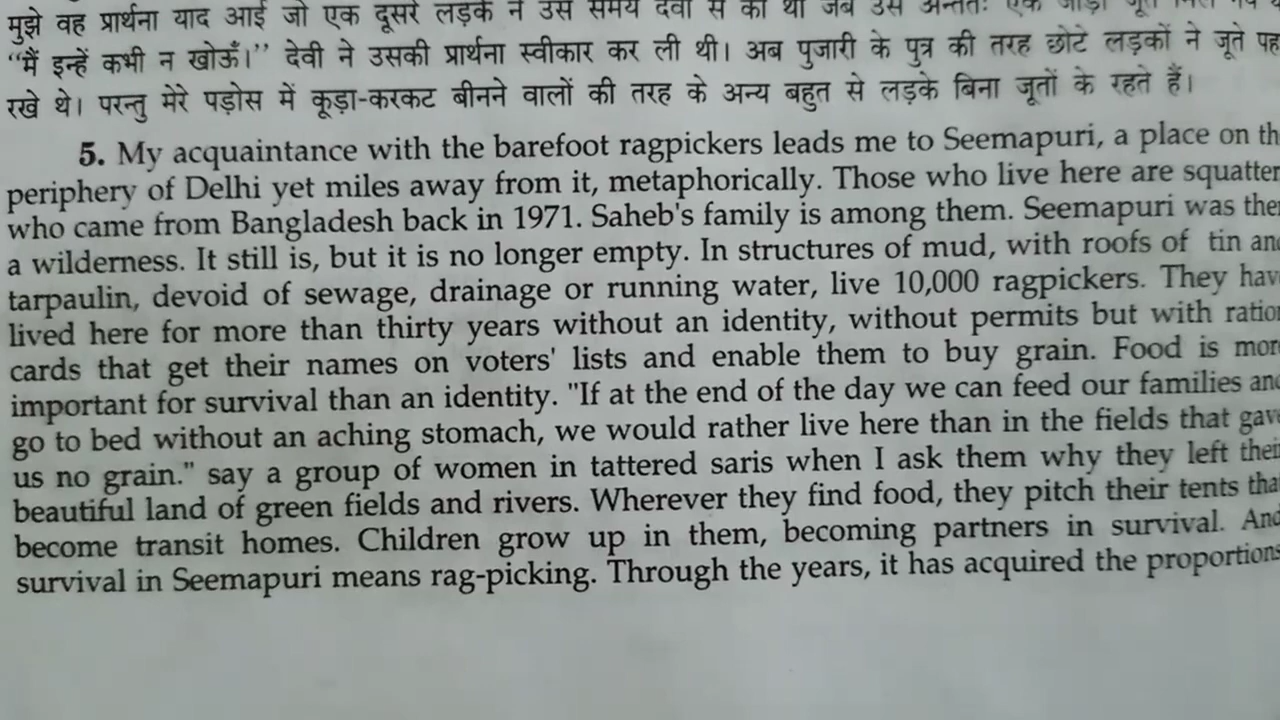 मुझे वह प्रार्थना याद आई जो एक दूसरे लड़के ने उस समय देवी से की थी जब उसे अन्ततः एक जोड़ी जूते
“मैं इन्हें कभी न खोऊँ।” देवी ने उसकी प्रार्थना स्वीकार कर ली थी। अब पुजारी के पुत्र की तरह छोटे लड़कों ने जूते पह
रखे थे। परन्तु मेरे पड़ोस में कूड़ा-करकट बीनने वालों की तरह के अन्य बहुत से लड़के बिना जूतों के रहते हैं।
5. My acquaintance with the barefoot ragpickers leads me to Seemapuri, a place on th
periphery of Delhi yet miles away from it, metaphorically. Those who live here are squatter
who came from Bangladesh back in 1971. Saheb's family is among them. Seemapuri was the
a wilderness. It still is, but it is no longer empty. In structures of mud, with roofs of tin and
tarpaulin, devoid of sewage, drainage or running water, live 10,000 ragpickers. They hav
lived here for more than thirty years without an identity, without permits but with ration
cards that get their names on voters' lists and enable them to buy grain. Food is more
important for survival than an identity. "If at the end of the day we can feed our families and
go to bed without an aching stomach, we would rather live here than in the fields that gave
us no grain." say a group of women in tattered saris when I ask them why they left their
beautiful land of green fields and rivers. Wherever they find food, they pitch their tents that
become transit homes. Children grow up in them, becoming partners in survival. And
survival in Seemapuri means rag-picking. Through the years, it has acquired the proportions